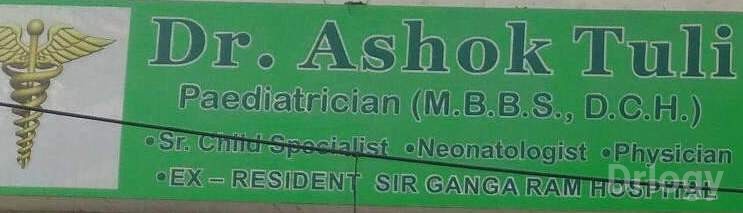 Dr. Ashok Tuli
Paediatrician (M.B.B.S., D.C.H.)
•Sr. Child Specialist •Neonatologist •Physician
•EX – RESIDENT SIR GANGA RAM HOSPITAL
Drlogy